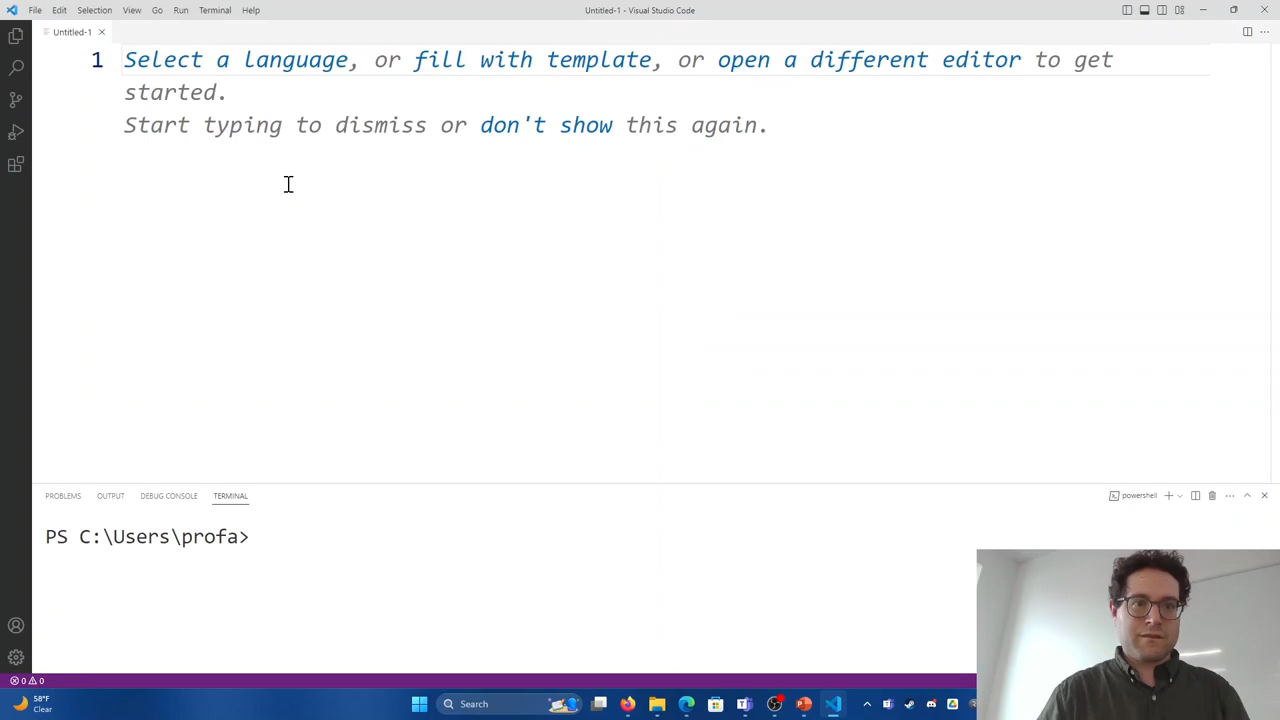 File Edit Selection View Go Run Terminal Help
Untitled-1 - Visual Studio Code
Untitled-1
1 Select a language, or fill with template, or open a different editor to get
started.
Start typing to dismiss or don't show this again.
PROBLEMS OUTPUT DEBUG CONSOLE TERMINAL
powershell
PS C:\Users\profa>
0 0
58°F
Clear
Search